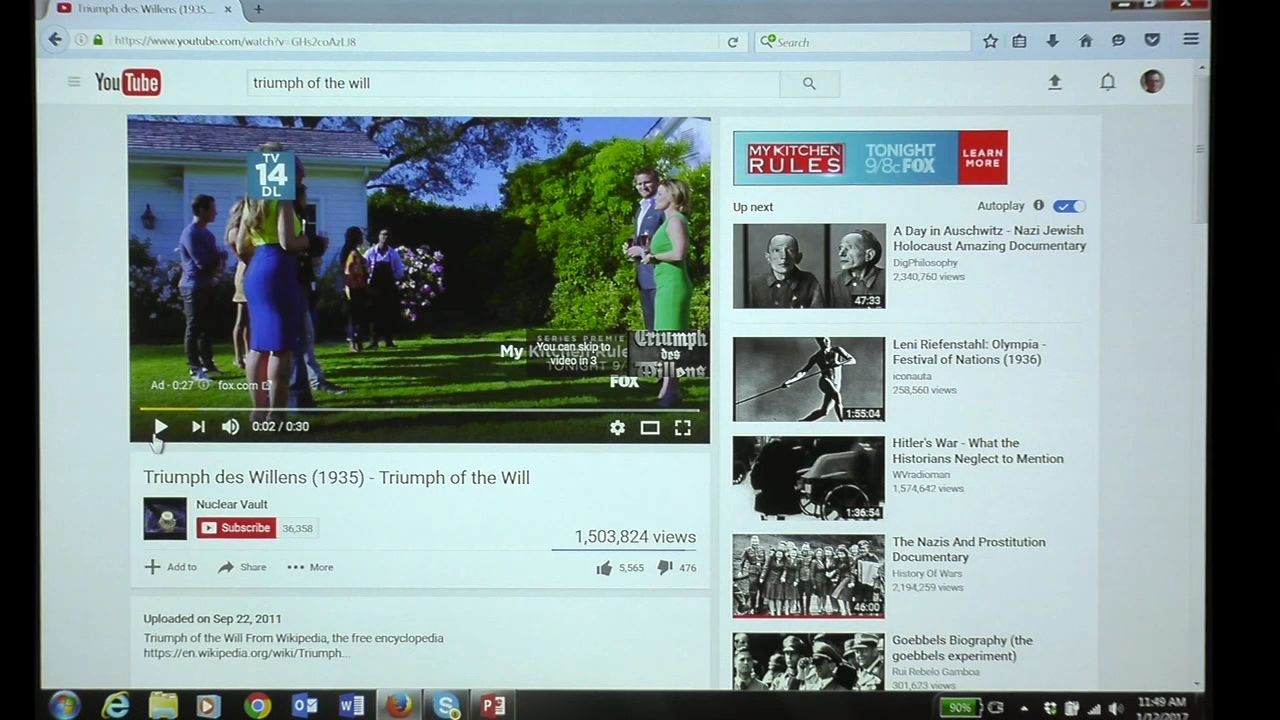 Triumph des Willens (1935...
https://www.youtube.com/watch?v=GHs2coAzLJ8
Search
YouTube
triumph of the will
TV
14
DL
SERIES PREMIE
My Kitchen Rule
TONIGHT 9/
FOX
You can skip to
video in 3
Triumph
des
Willens
Ad · 0:27
fox.com
0:02 / 0:30
MY KITCHEN
RULES
TONIGHT
9/8c FOX
LEARN
MORE
Up next
Autoplay
A Day in Auschwitz - Nazi Jewish
Holocaust Amazing Documentary
DigPhilosophy
2,340,760 views
47:33
Leni Riefenstahl: Olympia -
Festival of Nations (1936)
iconauta
258,560 views
1:55:04
Hitler's War - What the
Historians Neglect to Mention
WVradioman
1,574,642 views
1:36:54
The Nazis And Prostitution
Documentary
History Of Wars
2,194,259 views
46:00
Goebbels Biography (the
goebbels experiment)
Rui Rebelo Gamboa
301,623 views
Triumph des Willens (1935) - Triumph of the Will
Nuclear Vault
Subscribe
36,358
1,503,824 views
Add to
Share
More
5,565
476
Uploaded on Sep 22, 2011
Triumph of the Will From Wikipedia, the free encyclopedia
https://en.wikipedia.org/wiki/Triumph...
90%
11:49 AM
1/12/2017